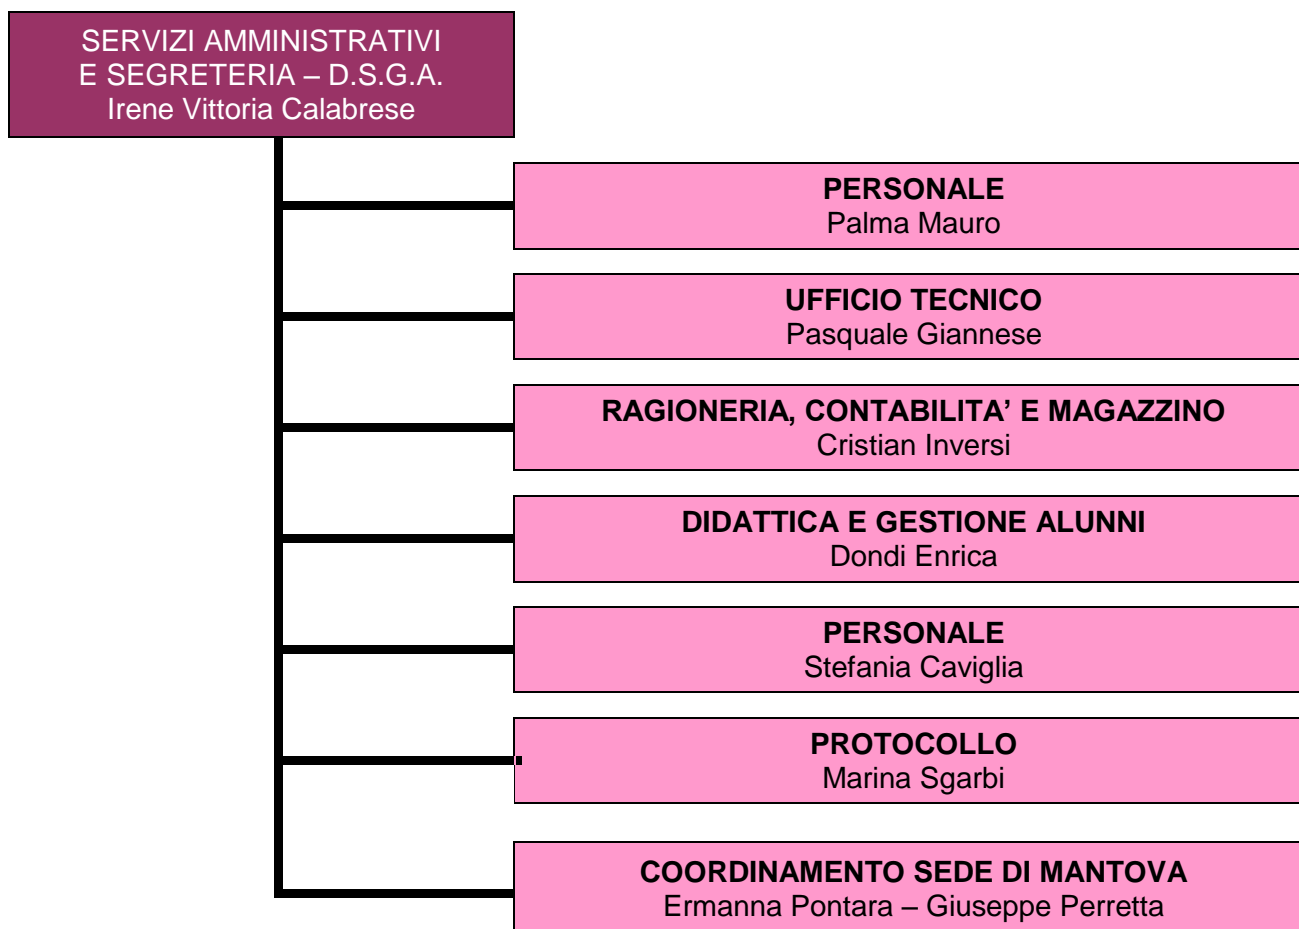 SERVIZI AMMINISTRATIVI
E SEGRETERIA – D.S.G.A.
Irene Vittoria Calabrese
PERSONALE
Palma Mauro
UFFICIO TECNICO
Pasquale Giannese
RAGIONERIA, CONTABILITA’ E MAGAZZINO
Cristian Inversi
DIDATTICA E GESTIONE ALUNNI
Dondi Enrica
PERSONALE
Stefania Caviglia
PROTOCOLLO
Marina Sgarbi
COORDINAMENTO SEDE DI MANTOVA
Ermanna Pontara – Giuseppe Perretta